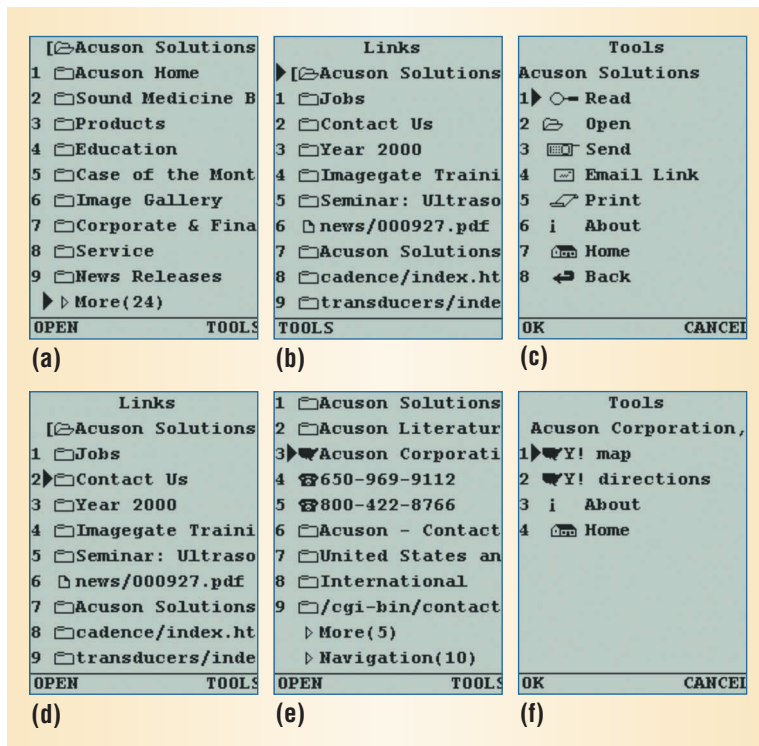 [Acuson Solutions
1 Acuson Home
2 Sound Medicine B
3 Products
4 Education
5 Case of the Mont
6 Image Gallery
7 Corporate & Fina
8 Service
9 News Releases
More(24)
OPEN TOOLS
(a)
Links
[Acuson Solutions
1 Jobs
2 Contact Us
3 Year 2000
4 Imagegate Traini
5 Seminar: Ultraso
6 news/000927.pdf
7 Acuson Solutions
8 cadence/index.ht
9 transducers/inde
TOOLS
(b)
Tools
Acuson Solutions
1 Read
2 Open
3 Send
4 Email Link
5 Print
6 i About
7 Home
8 Back
OK CANCEL
(c)
Links
[Acuson Solutions
1 Jobs
2 Contact Us
3 Year 2000
4 Imagegate Traini
5 Seminar: Ultraso
6 news/000927.pdf
7 Acuson Solutions
8 cadence/index.ht
9 transducers/inde
OPEN TOOLS
(d)
1 Acuson Solutions
2 Acuson Literatur
3 Acuson Corporati
4 650-969-9112
5 800-422-8766
6 Acuson - Contact
7 United States an
8 International
9 /cgi-bin/contact
More(5)
Navigation(10)
OPEN TOOLS
(e)
Tools
Acuson Corporation,
1 Y! map
2 Y! directions
3 i About
4 Home
OK CANCEL
(f)